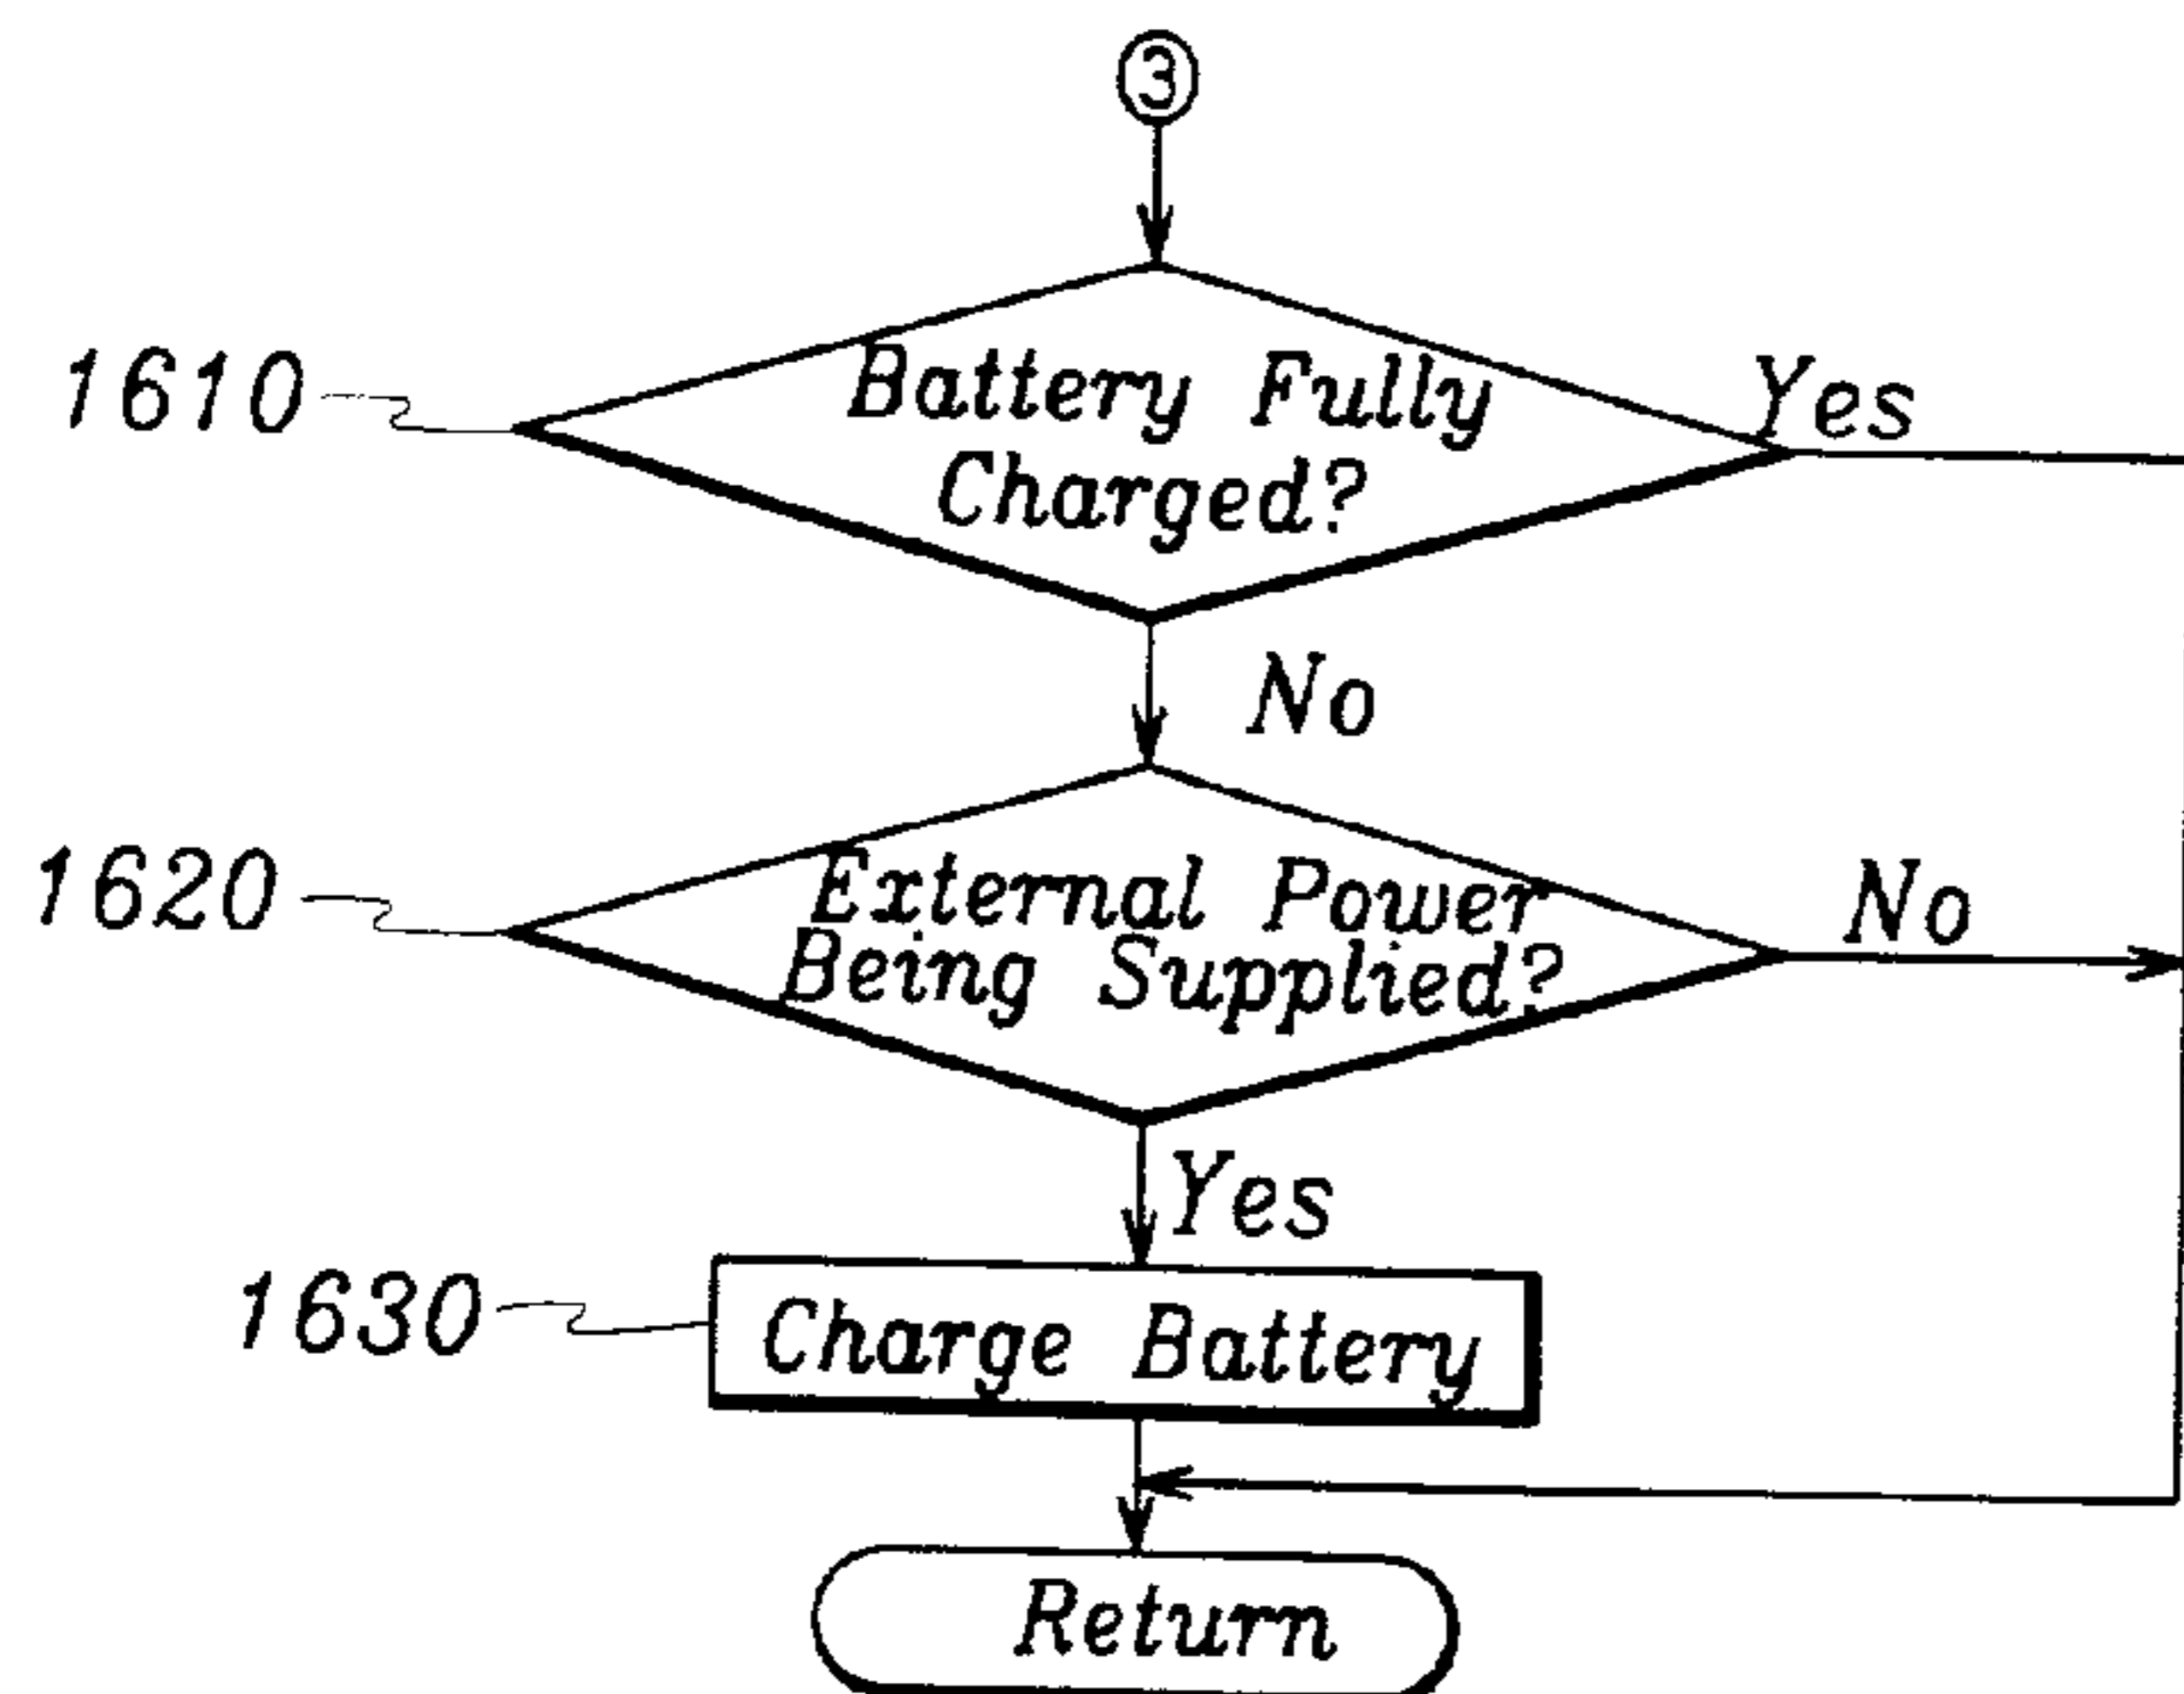 3
1610
Battery Fully
Charged?
Yes
No
1620
External Power
Being Supplied?
No
Yes
1630
Charge Battery
Return